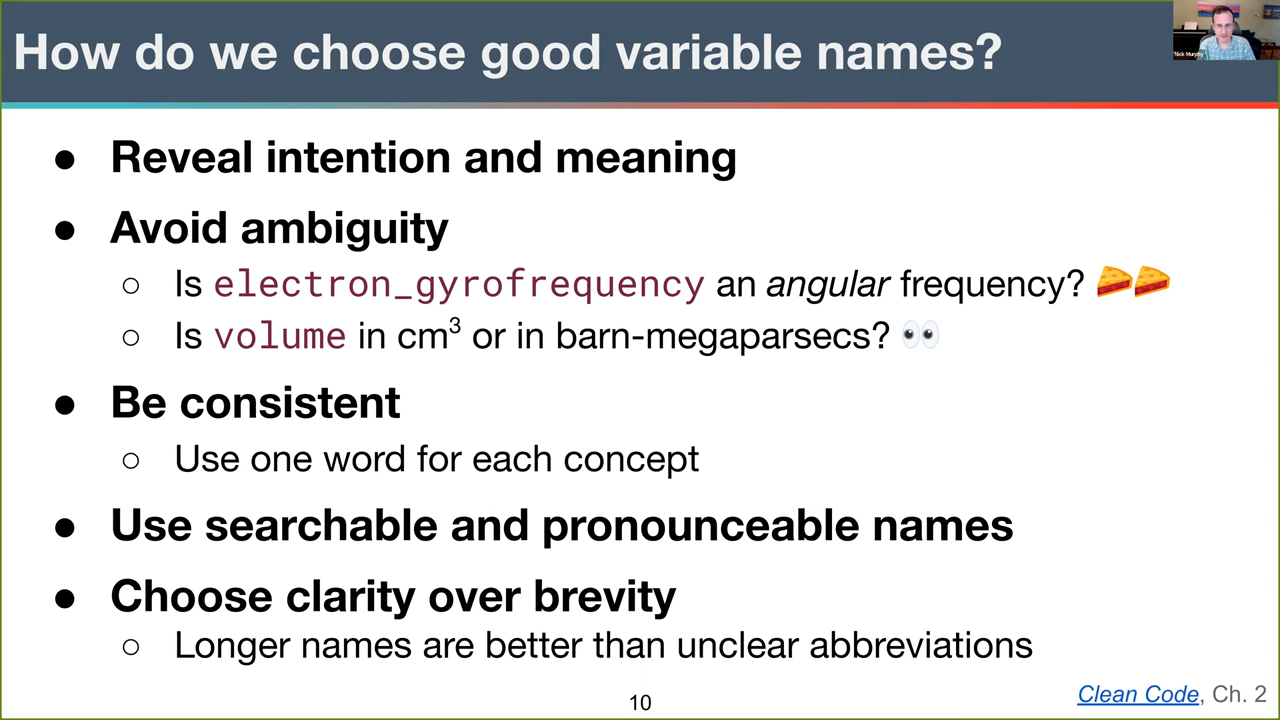 How do we choose good variable names?
Nick Murphy
● Reveal intention and meaning
● Avoid ambiguity
○ Is electron_gyrofrequency an angular frequency? 🥧🥧
○ Is volume in cm³ or in barn-megaparsecs? 👀
● Be consistent
○ Use one word for each concept
● Use searchable and pronounceable names
● Choose clarity over brevity
○ Longer names are better than unclear abbreviations
Clean Code, Ch. 2
10